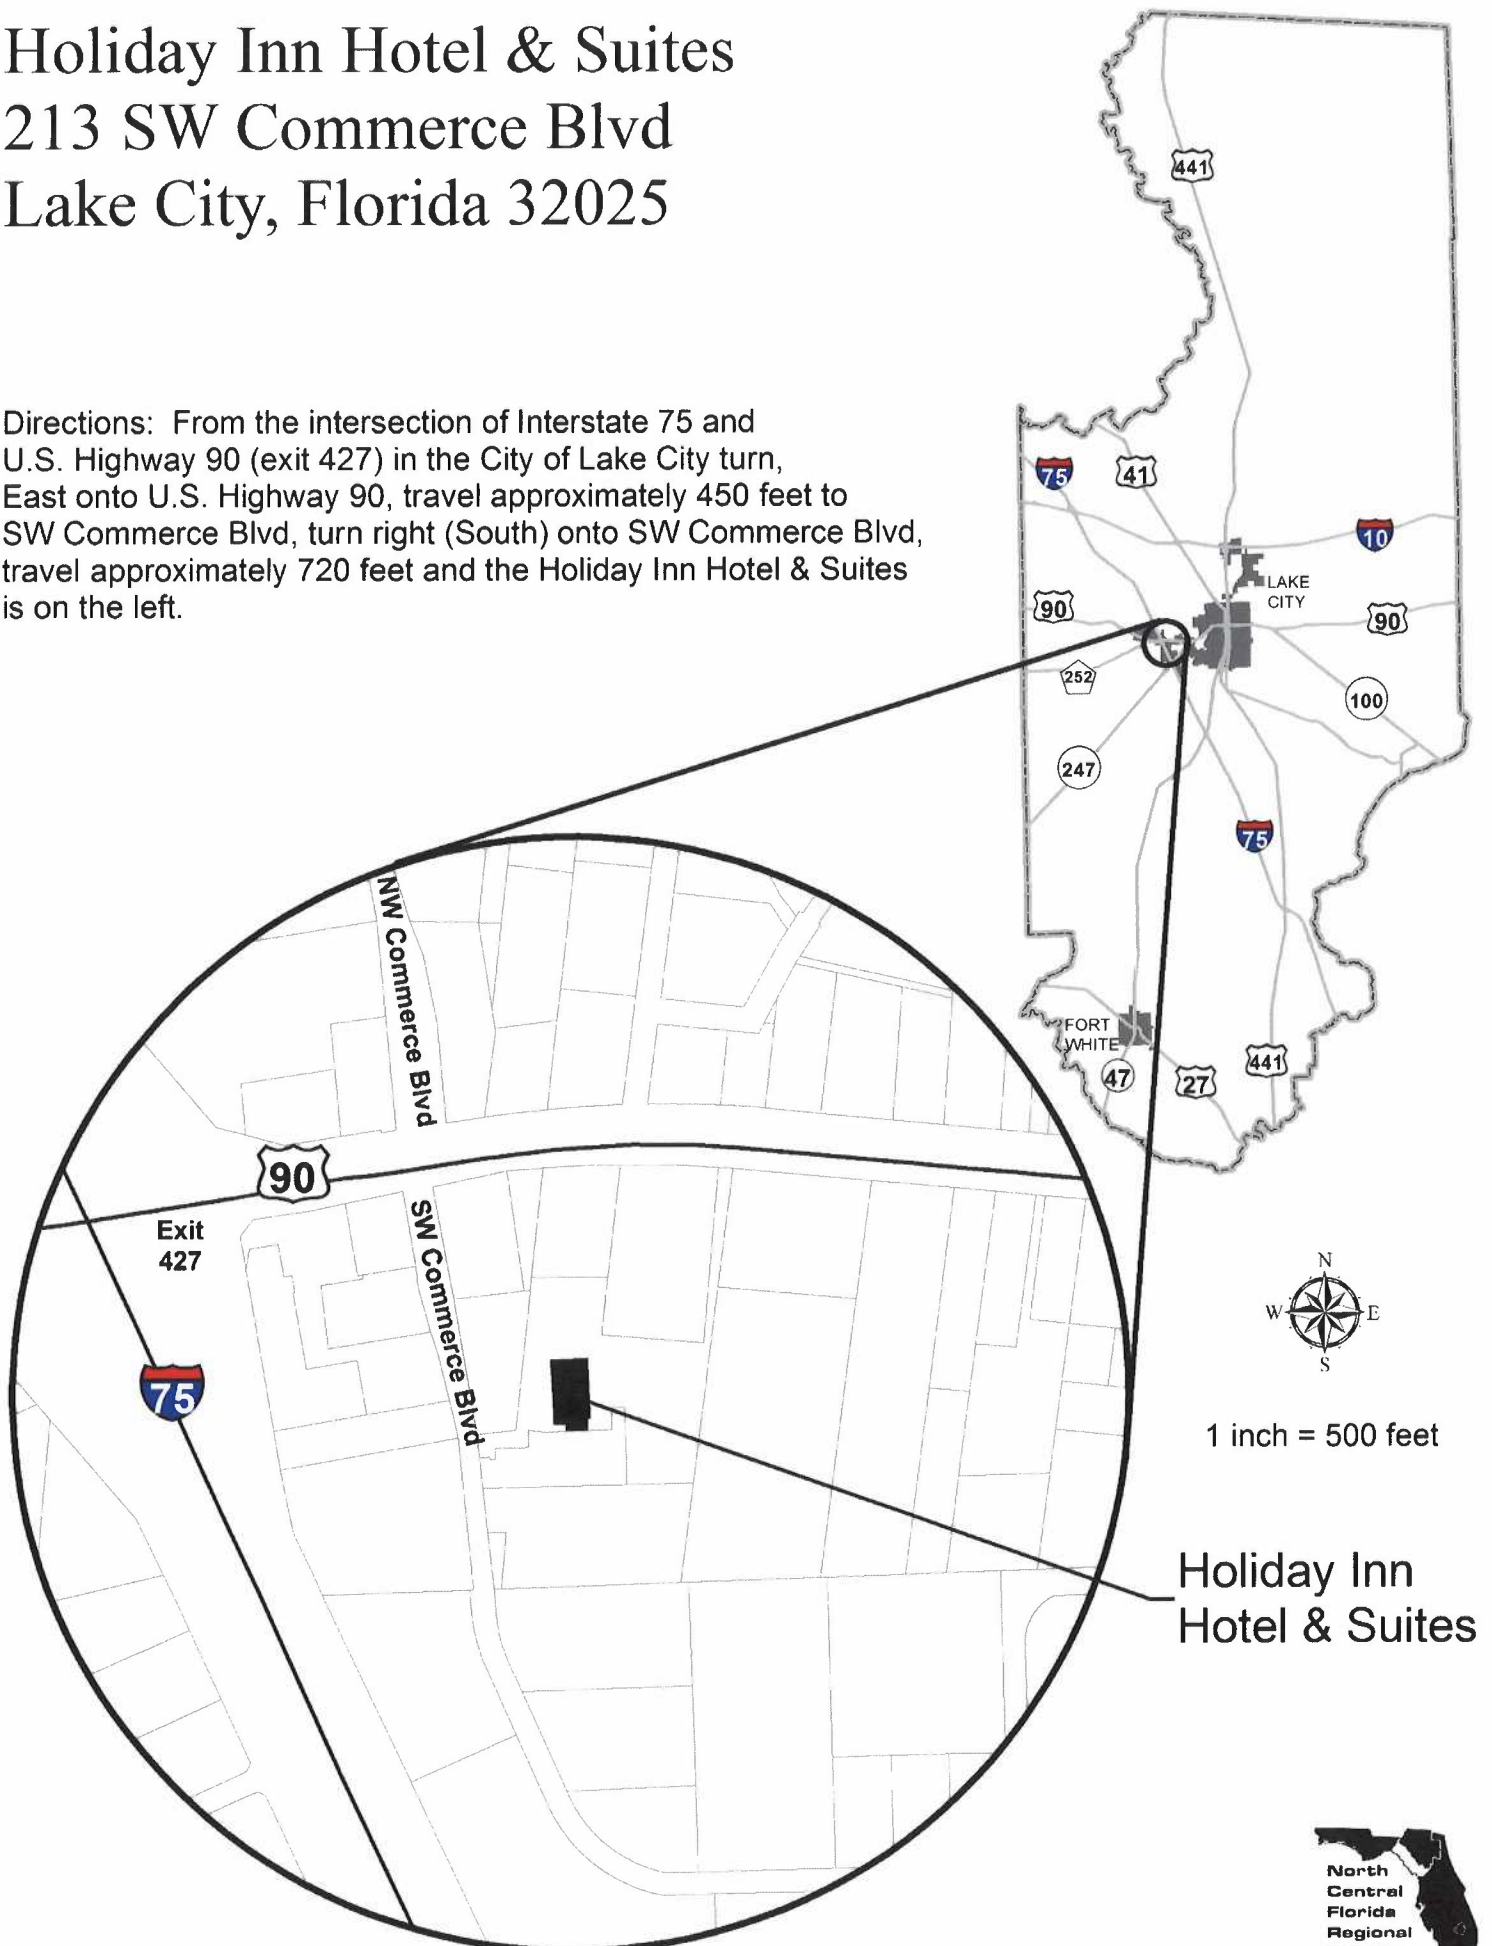 Holiday Inn Hotel & Suites
213 SW Commerce Blvd
Lake City, Florida 32025
Directions: From the intersection of Interstate 75 and
U.S. Highway 90 (exit 427) in the City of Lake City turn,
East onto U.S. Highway 90, travel approximately 450 feet to
SW Commerce Blvd, turn right (South) onto SW Commerce Blvd,
travel approximately 720 feet and the Holiday Inn Hotel & Suites
is on the left.
441
75
41
10
LAKE
CITY
90
90
252
100
247
75
FORT
WHITE
47
27
441
NW Commerce Blvd
90
Exit
427
SW Commerce Blvd
75
N
W
E
S
1 inch = 500 feet
Holiday Inn
Hotel & Suites
North
Central
Florida
Regional